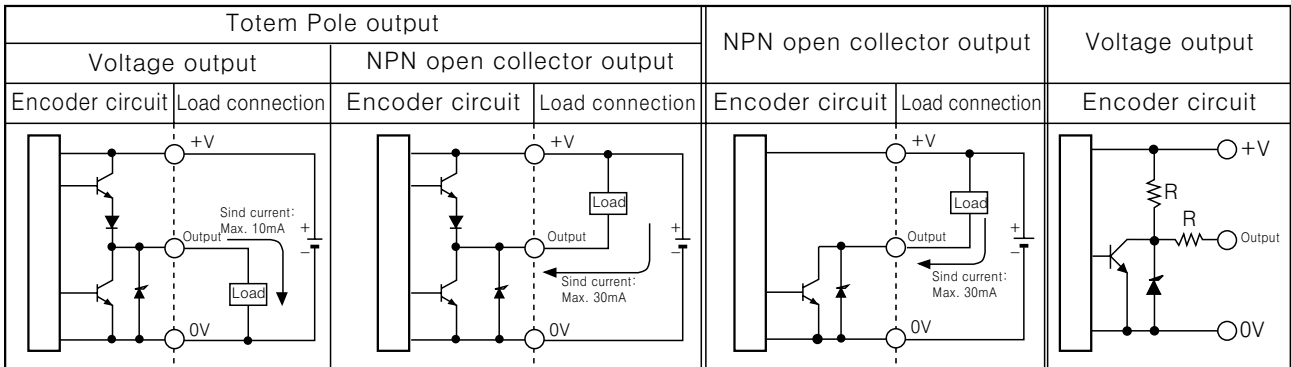 Totem Pole output
NPN open collector output
Voltage output
Voltage output
NPN open collector output
Encoder circuit
Load connection
Encoder circuit
Load connection
Encoder circuit
Load connection
Encoder circuit
+V
Sind current:
Max. 10mA
Output
Load
+
−
0V
+V
Load
Output
Sind current:
Max. 30mA
+
−
0V
+V
Load
Output
Sind current:
Max. 30mA
+
−
0V
+V
R
R
Output
0V